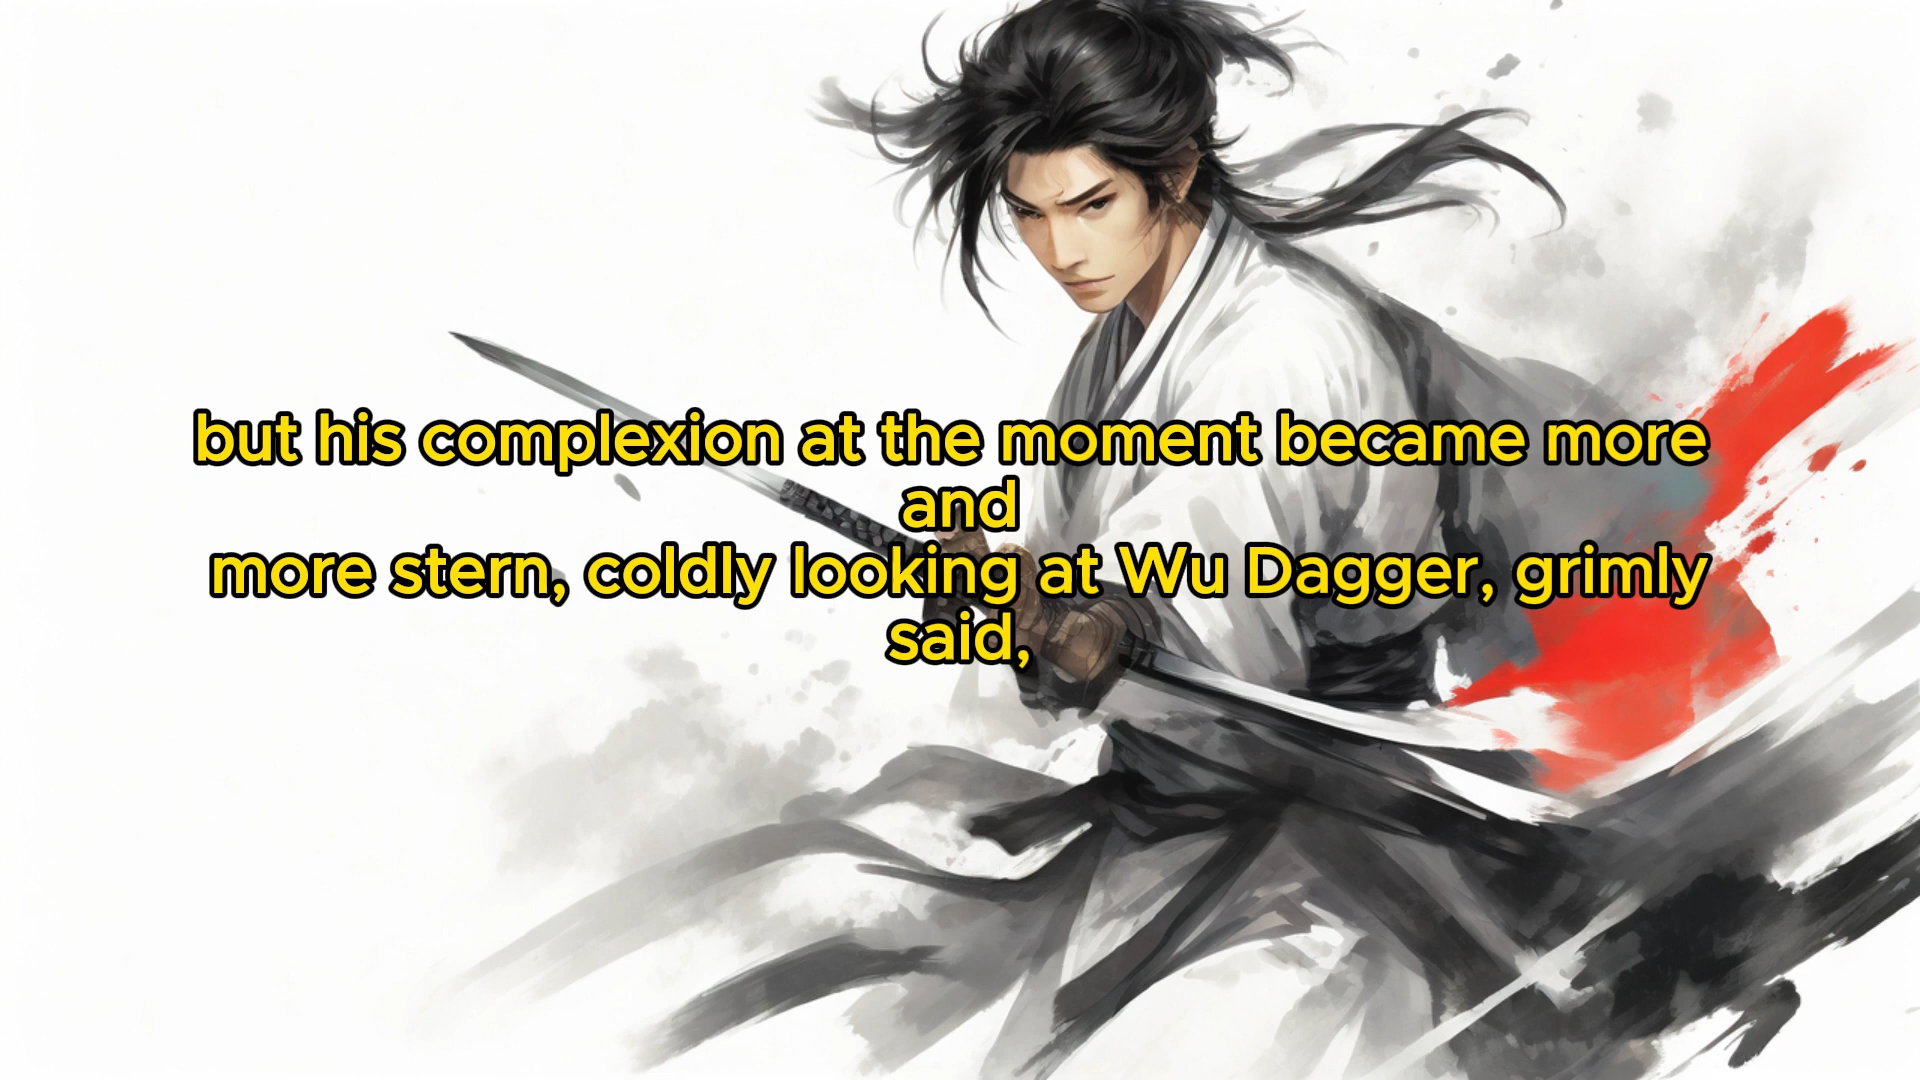 but his complexion at the moment became more
and
more stern, coldly looking at Wu Dagger, grimly
said,